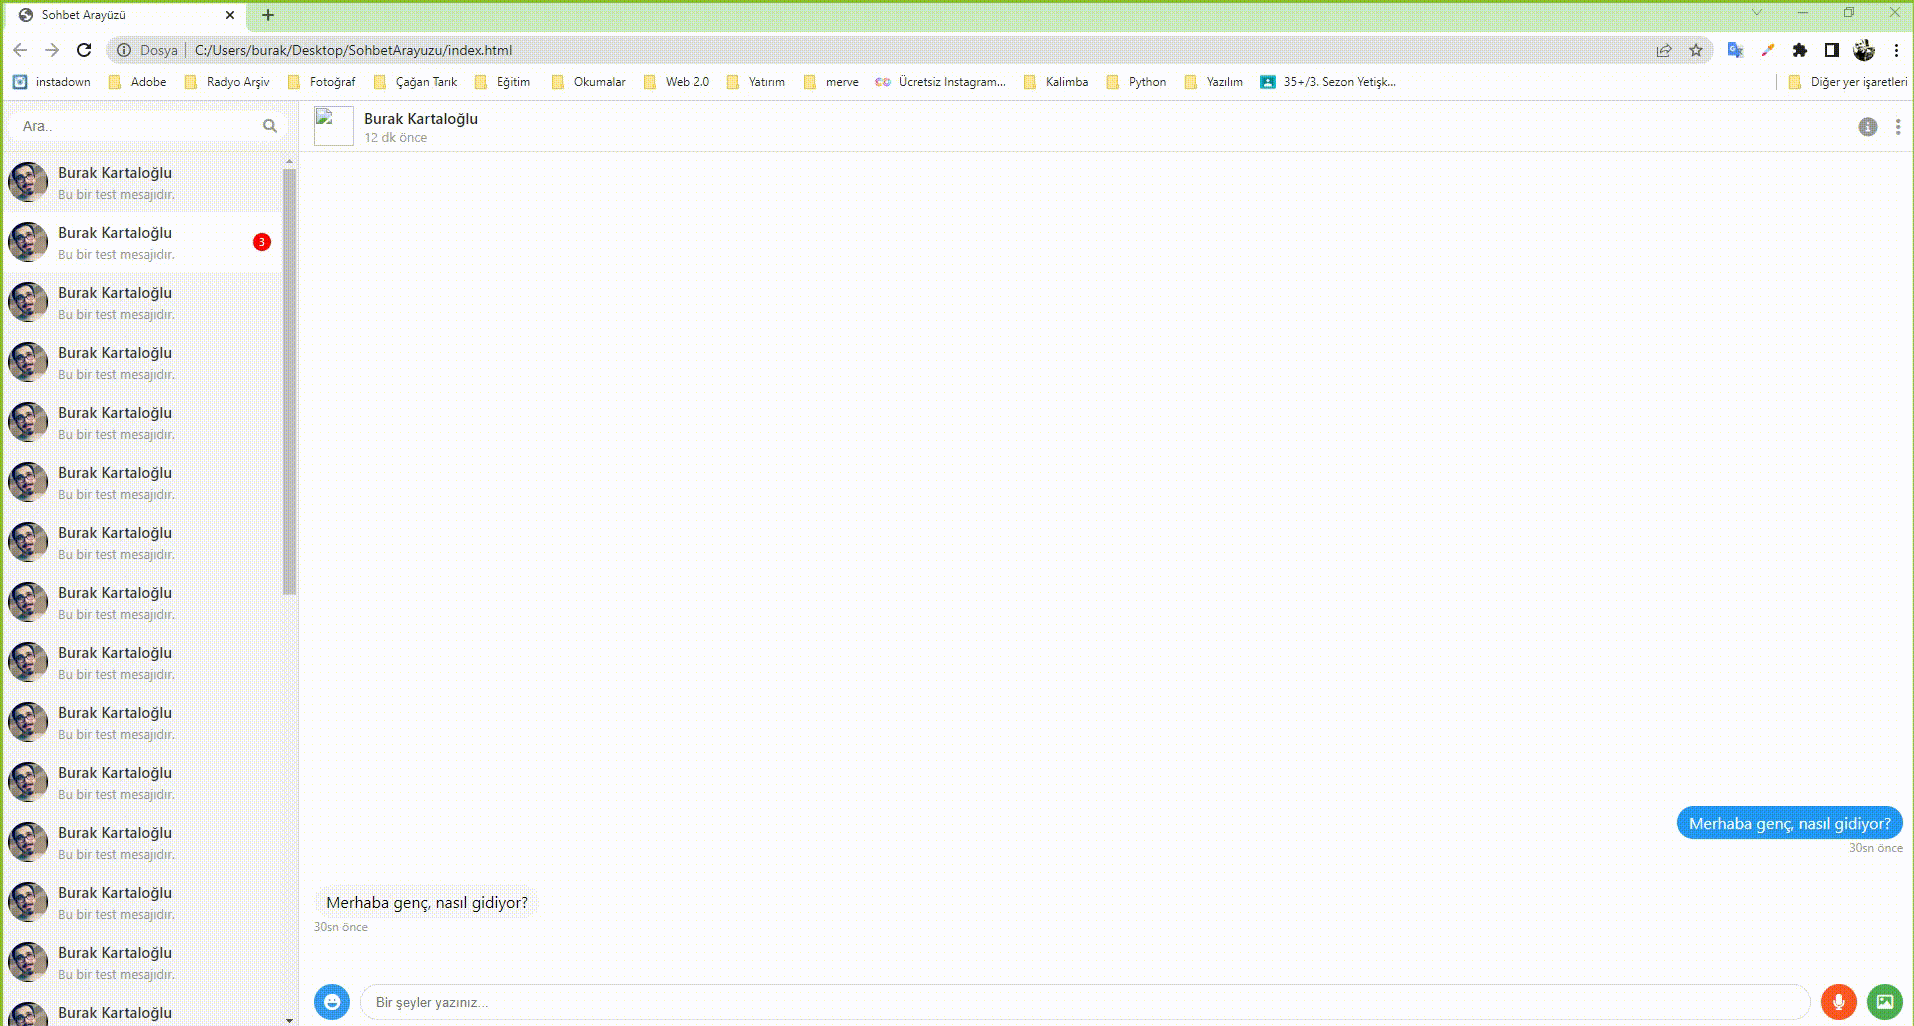 Sohbet Arayüzü
Dosya | C:/Users/burak/Desktop/SohbetArayuzu/index.html
instadown Adobe Radyo Arşiv Fotoğraf Çağan Tarık Eğitim Okumalar Web 2.0 Yatırım merve Ücretsiz Instagram... Kalimba Python Yazılım 35+/3. Sezon Yetişk... Diğer yer işaretleri
Ara..
Burak Kartaloğlu
Bu bir test mesajıdır.
Burak Kartaloğlu
Bu bir test mesajıdır.
3
Burak Kartaloğlu
Bu bir test mesajıdır.
Burak Kartaloğlu
Bu bir test mesajıdır.
Burak Kartaloğlu
Bu bir test mesajıdır.
Burak Kartaloğlu
Bu bir test mesajıdır.
Burak Kartaloğlu
Bu bir test mesajıdır.
Burak Kartaloğlu
Bu bir test mesajıdır.
Burak Kartaloğlu
Bu bir test mesajıdır.
Burak Kartaloğlu
Bu bir test mesajıdır.
Burak Kartaloğlu
Bu bir test mesajıdır.
Burak Kartaloğlu
Bu bir test mesajıdır.
Burak Kartaloğlu
Bu bir test mesajıdır.
Burak Kartaloğlu
Bu bir test mesajıdır.
Burak Kartaloğlu
Burak Kartaloğlu
12 dk önce
Merhaba genç, nasıl gidiyor?
30sn önce
Merhaba genç, nasıl gidiyor?
30sn önce
Bir şeyler yazınız...